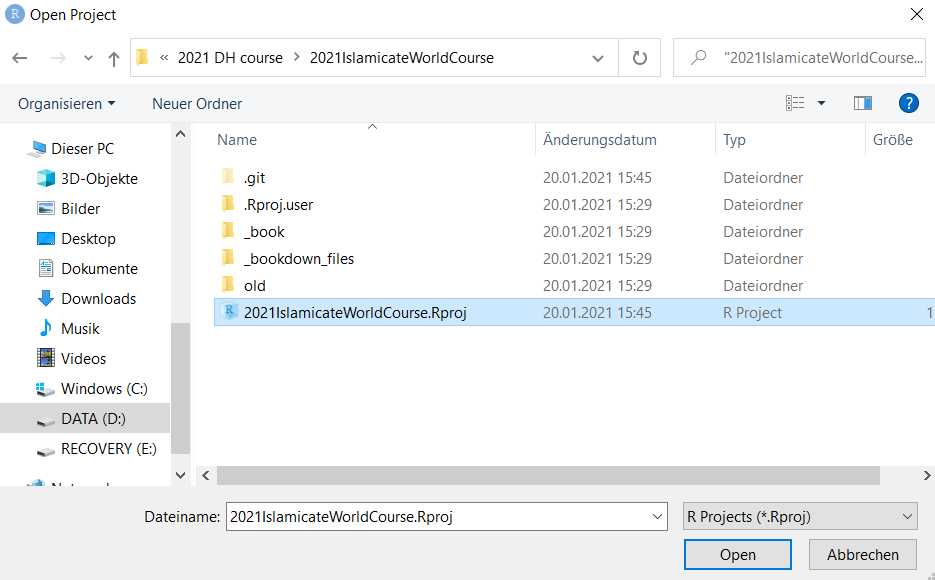 Open Project
« 2021 DH course › 2021IslamicateWorldCourse
"2021IslamicateWorldCourse...
Organisieren
Neuer Ordner
?
Dieser PC
3D-Objekte
Bilder
Desktop
Dokumente
Downloads
Musik
Videos
Windows (C:)
DATA (D:)
RECOVERY (E:)
Name Änderungsdatum Typ Größe
.git 20.01.2021 15:45 Dateiordner
.Rproj.user 20.01.2021 15:29 Dateiordner
_book 20.01.2021 15:29 Dateiordner
_bookdown_files 20.01.2021 15:29 Dateiordner
old 20.01.2021 15:29 Dateiordner
R 2021IslamicateWorldCourse.Rproj 20.01.2021 15:45 R Project 1
Dateiname: 2021IslamicateWorldCourse.Rproj
R Projects (*.Rproj)
Open
Abbrechen